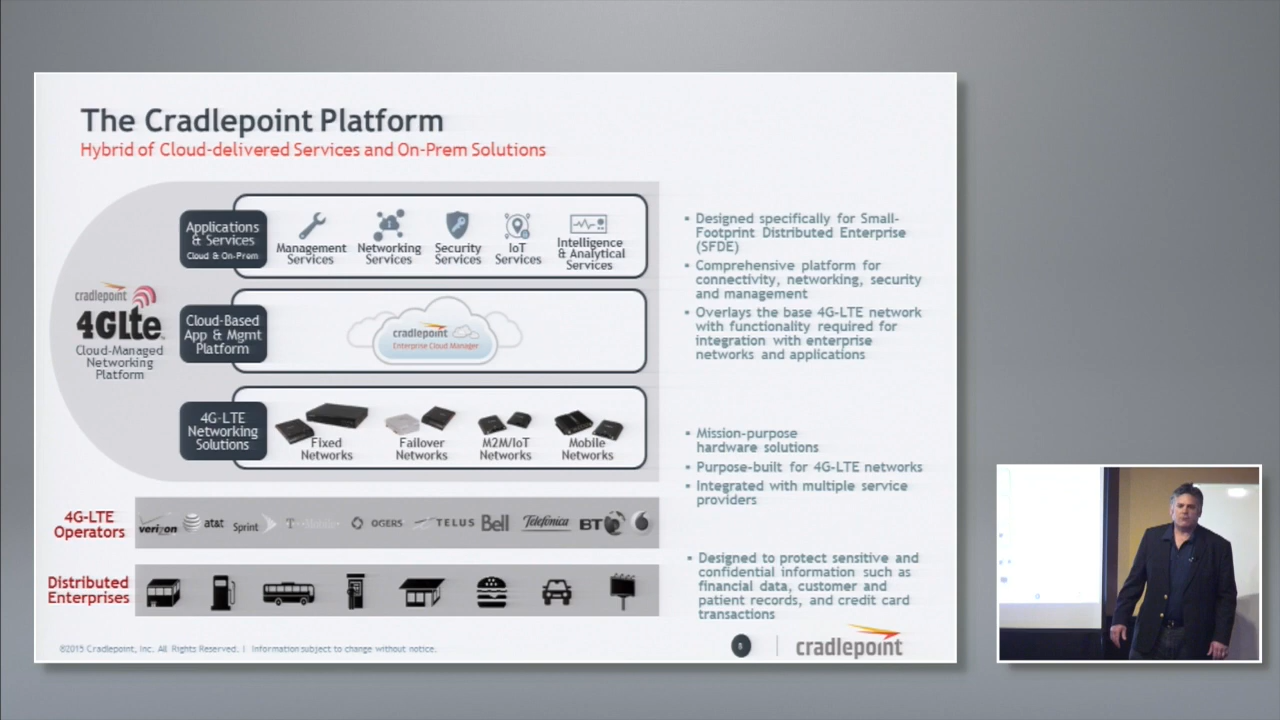 The Cradlepoint Platform
Hybrid of Cloud-delivered Services and On-Prem Solutions
Applications
& Services
Cloud & On-Prem
Management
Services
Networking
Services
Security
Services
IoT
Services
Intelligence
& Analytical
Services
cradlepoint
4GLte
Cloud-Managed
Networking
Platform
Cloud-Based
App & Mgmt
Platform
cradlepoint
Enterprise Cloud Manager
4G-LTE
Networking
Solutions
Fixed
Networks
Failover
Networks
M2M/IoT
Networks
Mobile
Networks
4G-LTE
Operators
verizon
at&t
Sprint
T-Mobile
OGERS
TELUS
Bell
Telefónica
BT
Distributed
Enterprises
▪ Designed specifically for Small-
Footprint Distributed Enterprise
(SFDE)
▪ Comprehensive platform for
connectivity, networking, security
and management
▪ Overlays the base 4G-LTE network
with functionality required for
integration with enterprise
networks and applications
▪ Mission-purpose
hardware solutions
▪ Purpose-built for 4G-LTE networks
▪ Integrated with multiple service
providers
▪ Designed to protect sensitive and
confidential information such as
financial data, customer and
patient records, and credit card
transactions
©2015 Cradlepoint, Inc. All Rights Reserved. | Information subject to change without notice.
8
cradlepoint